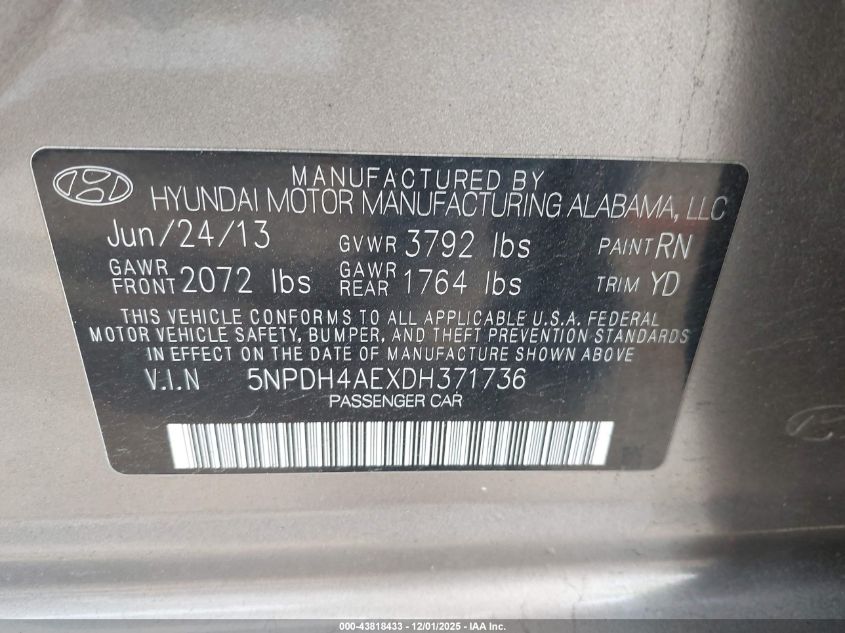 MANUFACTURED BY
HYUNDAI MOTOR MANUFACTURING ALABAMA, LLC
Jun/24/13 GVWR 3792 lbs PAINT RN
GAWR FRONT 2072 lbs GAWR REAR 1764 lbs TRIM YD
THIS VEHICLE CONFORMS TO ALL APPLICABLE U.S.A. FEDERAL
MOTOR VEHICLE SAFETY, BUMPER, AND THEFT PREVENTION STANDARDS
IN EFFECT ON THE DATE OF MANUFACTURE SHOWN ABOVE
V.I.N 5NPDH4AEXDH371736
PASSENGER CAR
000-43818433 - 12/01/2025 - IAA Inc.